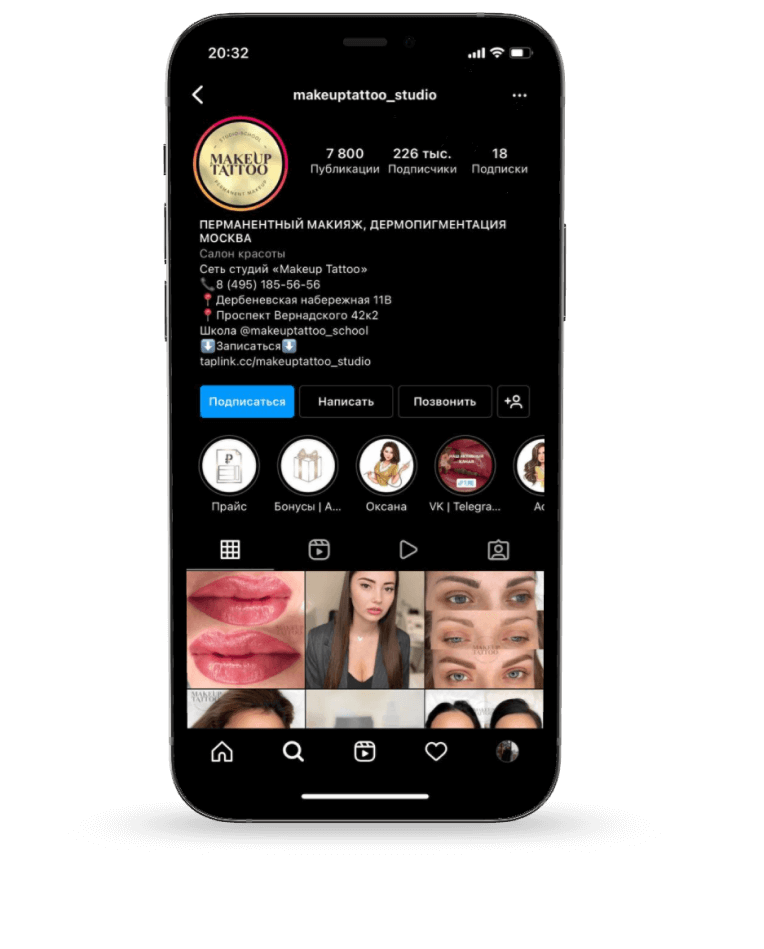 20:32
makeuptattoo_studio
STUDIO-SCHOOL
MAKEUP
TATTOO
PERMANENT MAKEUP
7 800
226 тыс.
18
Публикации
Подписчики
Подписки
ПЕРМАНЕНТНЫЙ МАКИЯЖ, ДЕРМОПИГМЕНТАЦИЯ
МОСКВА
Салон красоты
Сеть студий «Makeup Tattoo»
📞8 (495) 185-56-56
📍Дербеневская набережная 11В
📍Проспект Вернадского 42к2
Школа @makeuptattoo_school
⬇️Записаться⬇️
taplink.cc/makeuptattoo_studio
Подписаться
Написать
Позвонить
₽
Прайс
Бонусы | A...
Оксана
VK | Telegra...
MAKEUP
TATTOO
MAKEUP
TATTOO